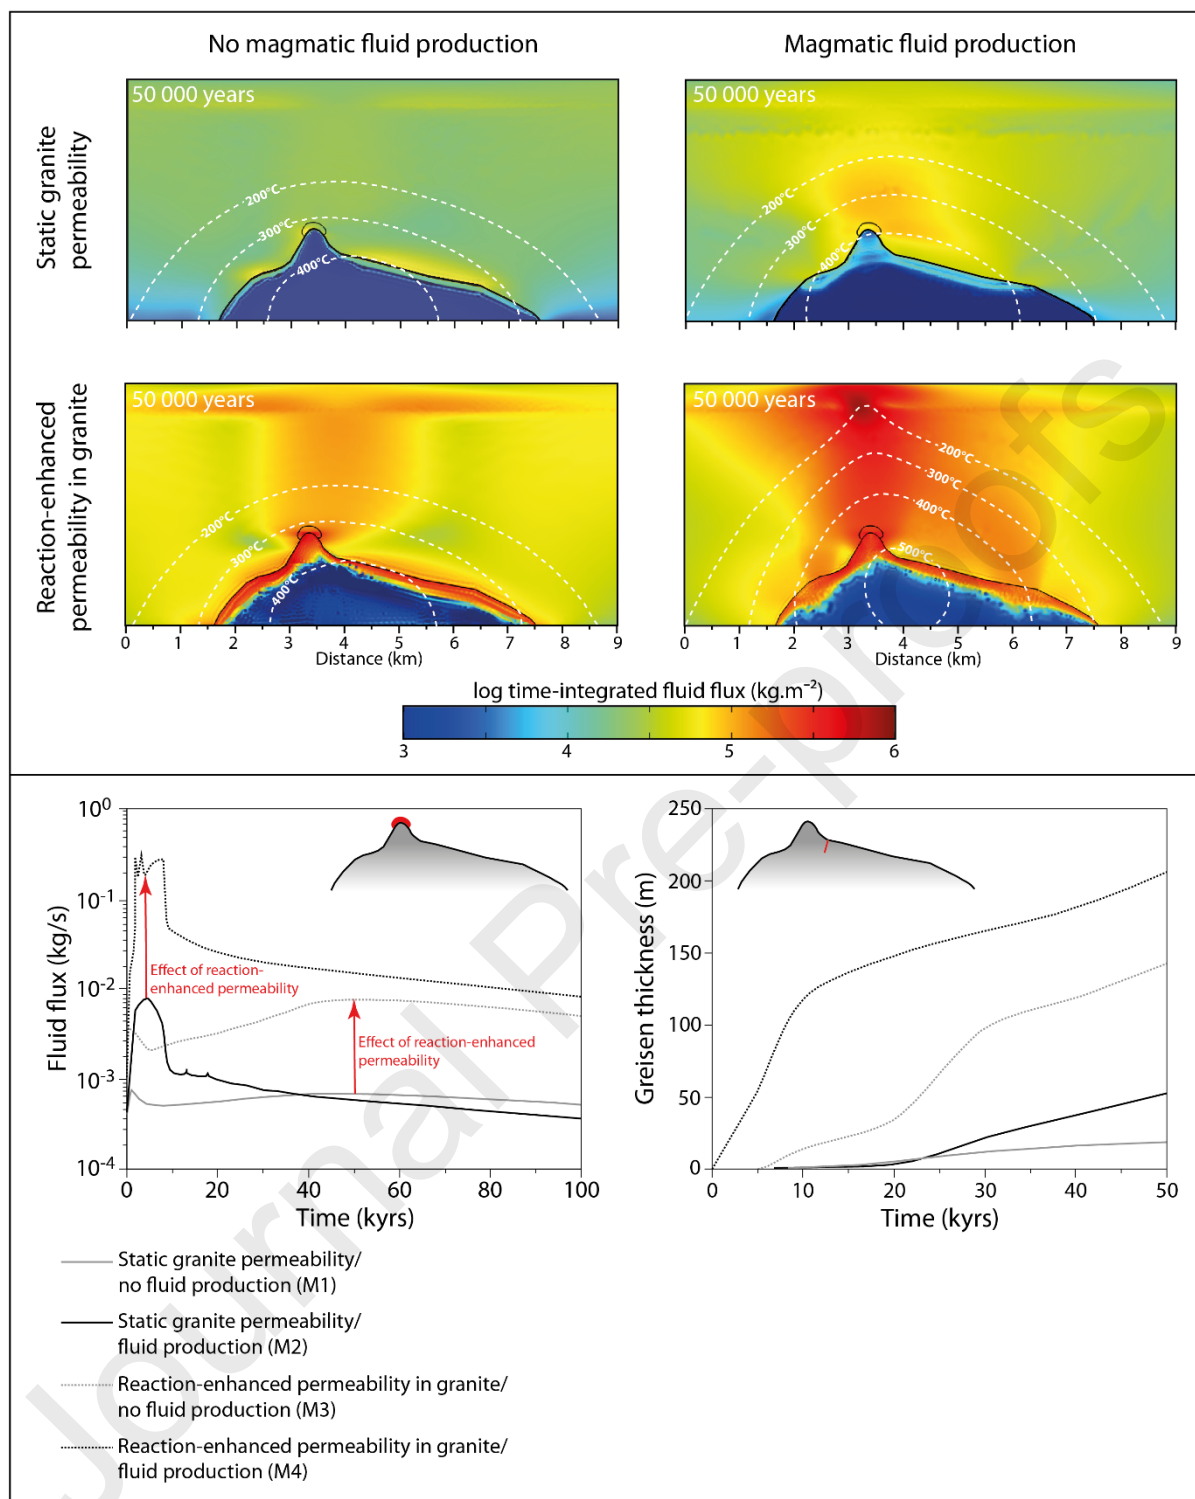 No magmatic fluid production
Magmatic fluid production
Static granite
permeability
50 000 years
200°C
300°C
400°C
50 000 years
200°C
300°C
400°C
Reaction-enhanced
permeability in granite
50 000 years
200°C
300°C
400°C
0 1 2 3 4 5 6 7 8 9
Distance (km)
50 000 years
200°C
300°C
400°C
500°C
0 1 2 3 4 5 6 7 8 9
Distance (km)
log time-integrated fluid flux (kg.m⁻²)
3 4 5 6
Fluid flux (kg/s)
10⁰
10⁻¹
10⁻²
10⁻³
10⁻⁴
Effect of reaction-
enhanced permeability
Effect of reaction-enhanced
permeability
0 20 40 60 80 100
Time (kyrs)
Greisen thickness (m)
250
200
150
100
50
0
0 10 20 30 40 50
Time (kyrs)
Static granite permeability/
no fluid production (M1)
Static granite permeability/
fluid production (M2)
Reaction-enhanced permeability in granite/
no fluid production (M3)
Reaction-enhanced permeability in granite/
fluid production (M4)
Journal Pre-proofs